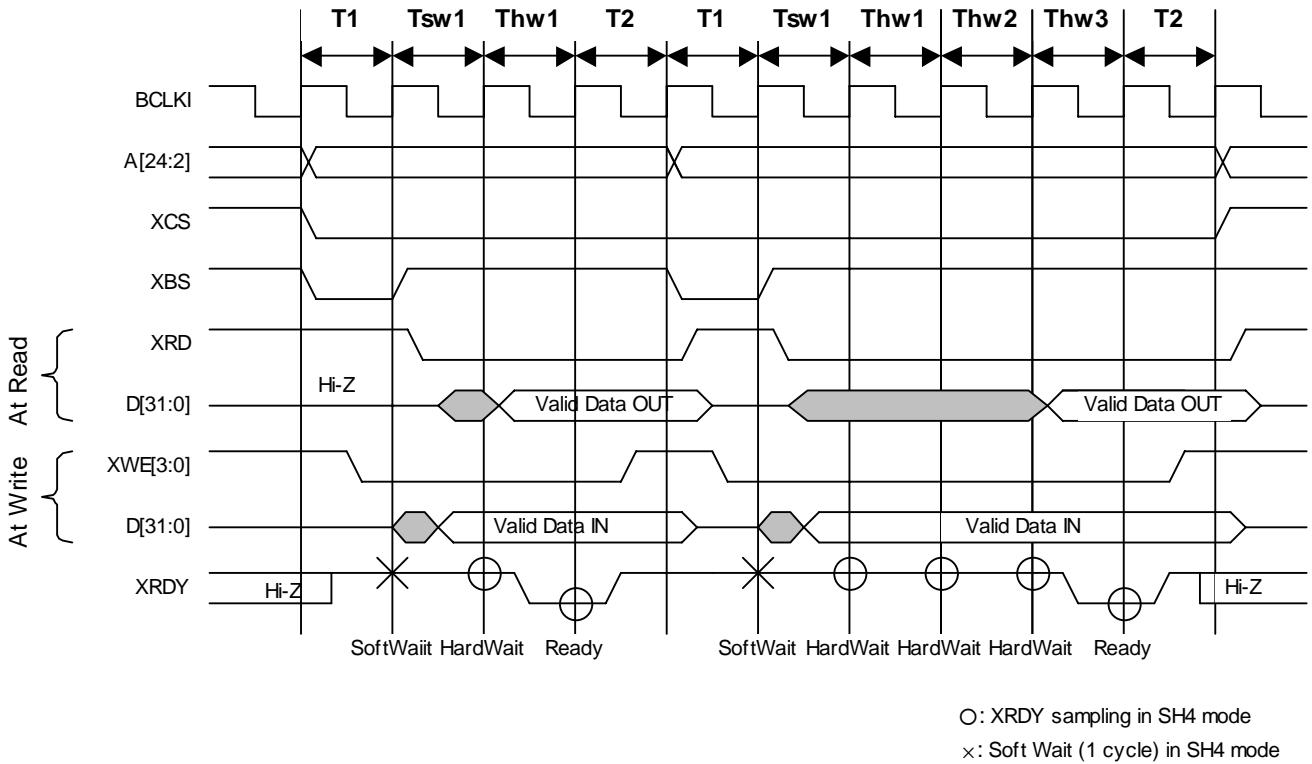 T1 Tsw1 Thw1 T2 T1 Tsw1 Thw1 Thw2 Thw3 T2
BCLKI
A[24:2]
XCS
XBS
At Read
XRD
Hi-Z
D[31:0] Valid Data OUT Valid Data OUT
At Write
XWE[3:0]
D[31:0] Valid Data IN Valid Data IN
XRDY Hi-Z Hi-Z
SoftWaiit HardWait Ready SoftWait HardWait HardWait HardWait Ready
○: XRDY sampling in SH4 mode
×: Soft Wait (1 cycle) in SH4 mode